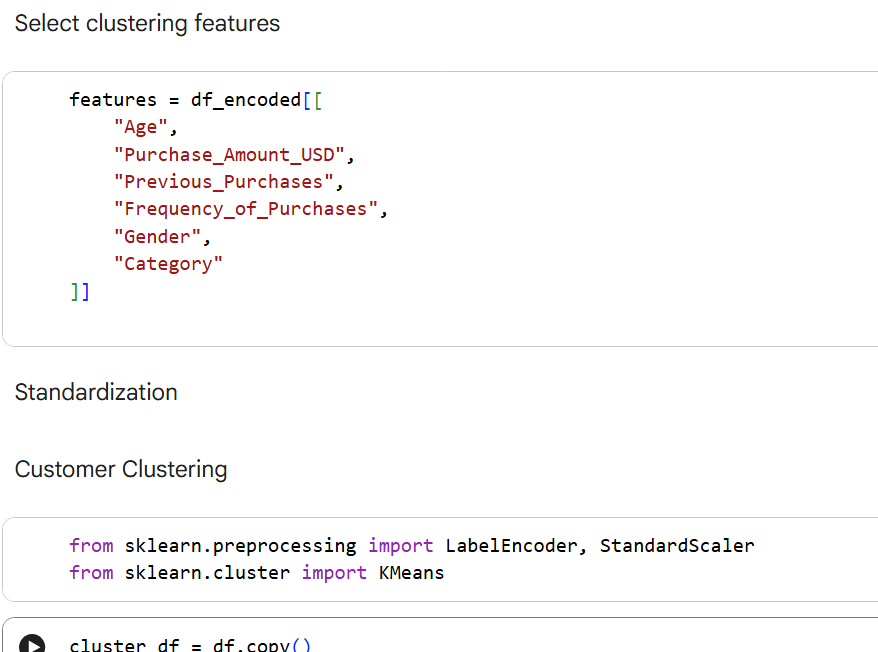 Select clustering features
features = df_encoded[[
"Age",
"Purchase_Amount_USD",
"Previous_Purchases",
"Frequency_of_Purchases",
"Gender",
"Category"
]]
Standardization
Customer Clustering
from sklearn.preprocessing import LabelEncoder, StandardScaler
from sklearn.cluster import KMeans
cluster_df = df.copy()